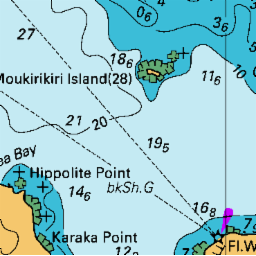 0₆
3₆
27
18₆
Moukirikiri Island(28)
11₆
10
21
20
19₅
ea Bay
Hippolite Point
14₆
bkSh.G
16₈
7₉
Karaka Point
Fl.W